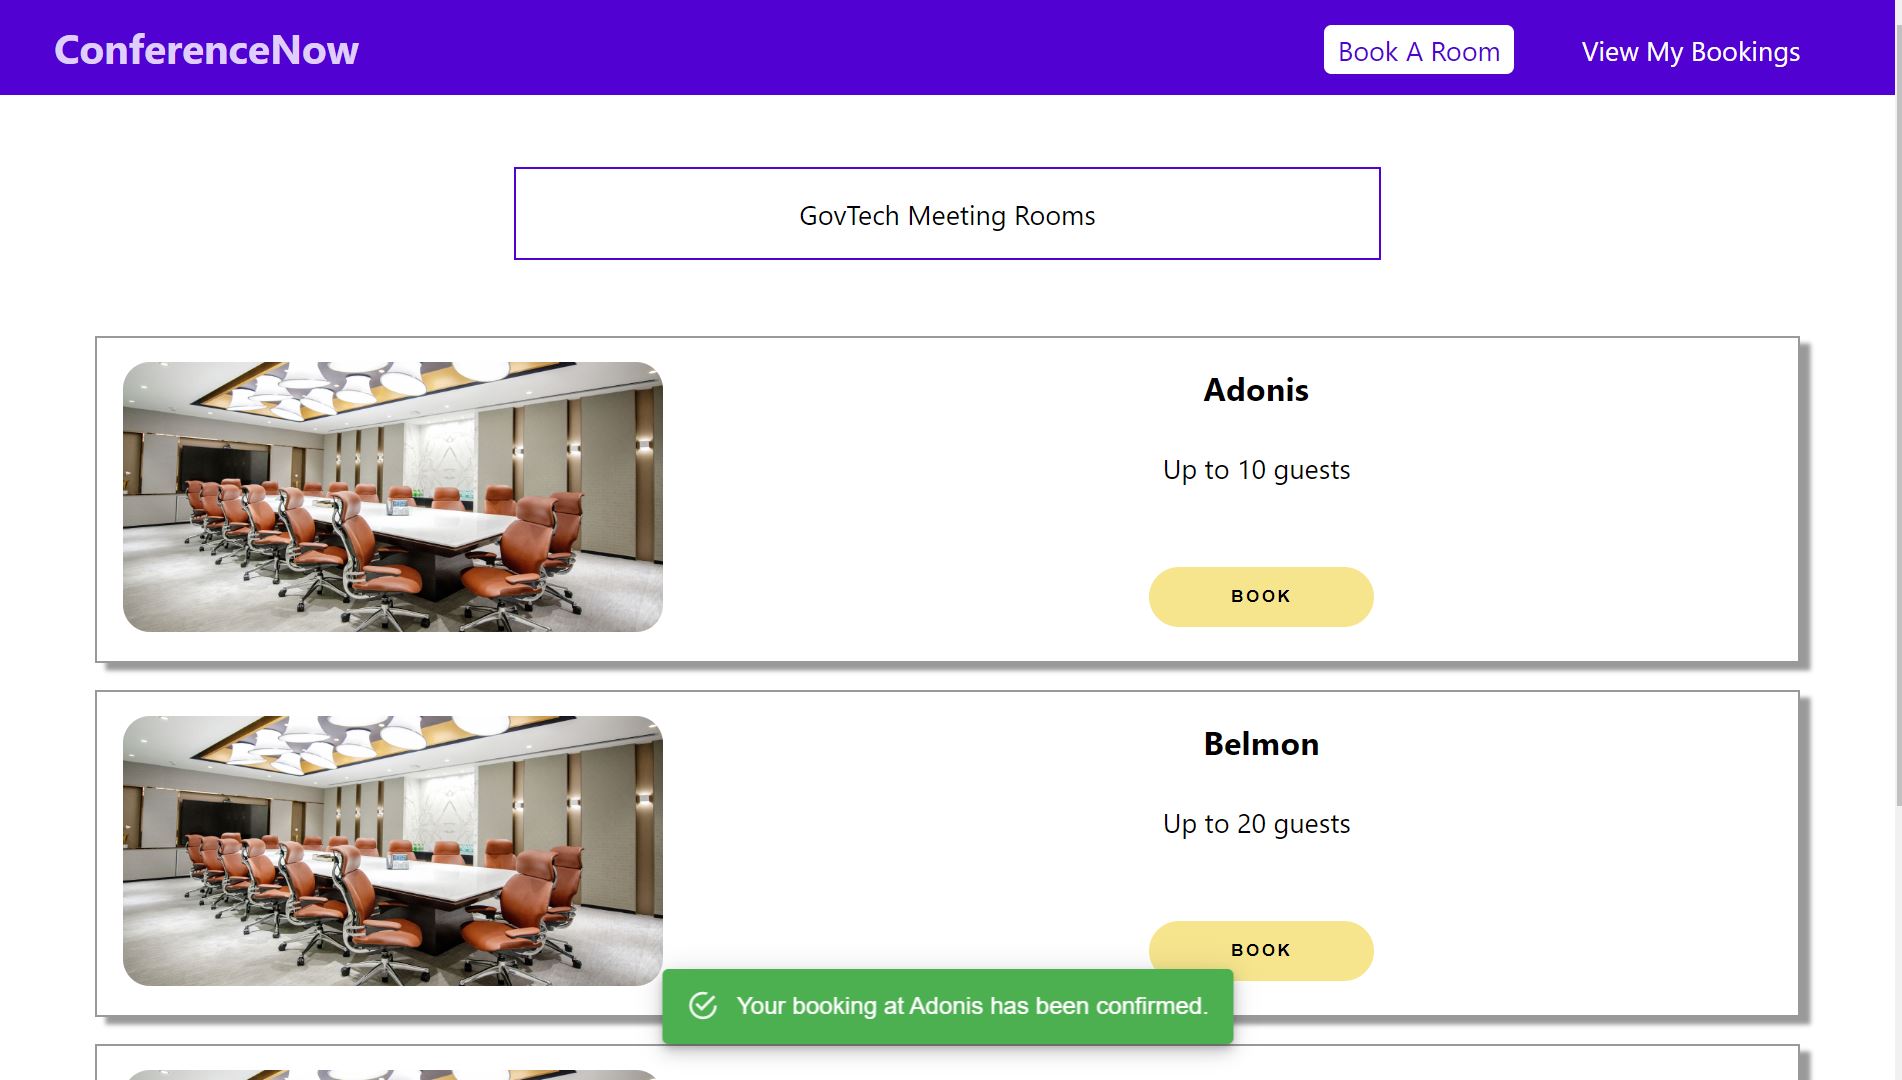 ConferenceNow
Book A Room
View My Bookings
GovTech Meeting Rooms
Adonis
Up to 10 guests
BOOK
Belmon
Up to 20 guests
BOOK
Your booking at Adonis has been confirmed.